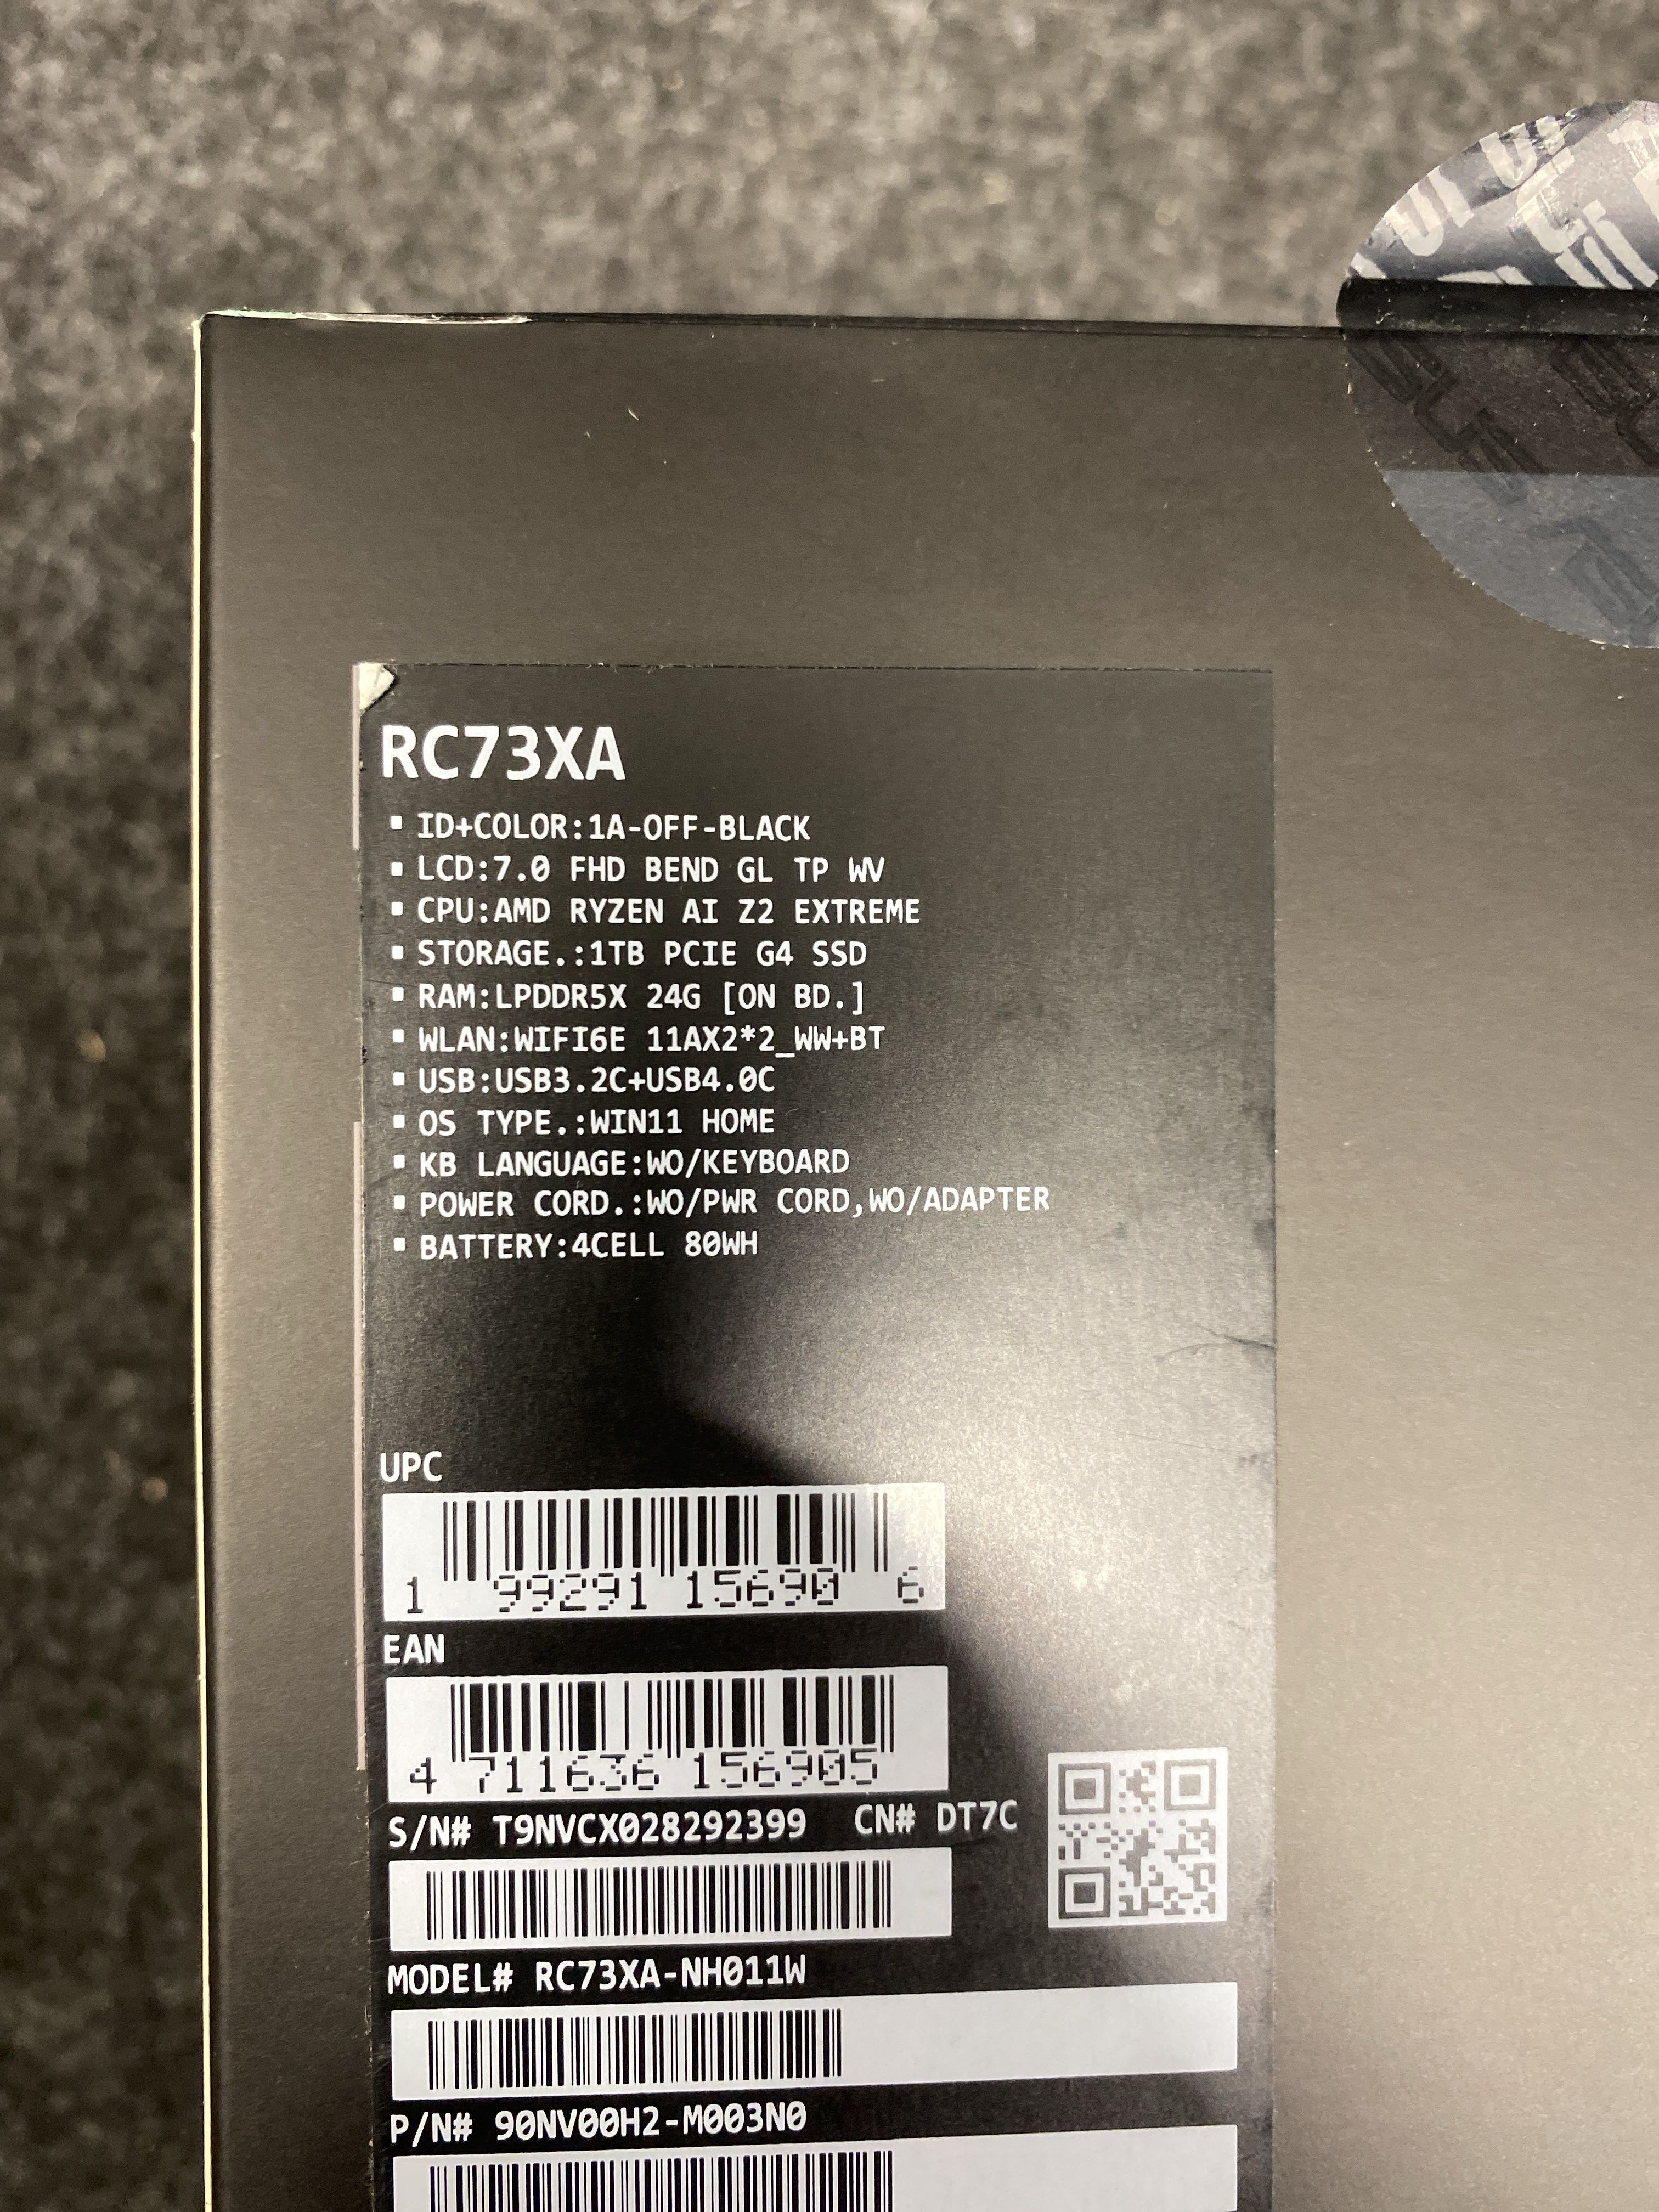 RC73XA
▪ ID+COLOR:1A-OFF-BLACK
▪ LCD:7.0 FHD BEND GL TP WV
▪ CPU:AMD RYZEN AI Z2 EXTREME
▪ STORAGE.:1TB PCIE G4 SSD
▪ RAM:LPDDR5X 24G [ON BD.]
▪ WLAN:WIFI6E 11AX2*2_WW+BT
▪ USB:USB3.2C+USB4.0C
▪ OS TYPE.:WIN11 HOME
▪ KB LANGUAGE:WO/KEYBOARD
▪ POWER CORD.:WO/PWR CORD,WO/ADAPTER
▪ BATTERY:4CELL 80WH
UPC
1 99291 15690 6
EAN
4 711636 156905
S/N# T9NVCX028292399 CN# DT7C
MODEL# RC73XA-NH011W
P/N# 90NV00H2-M003N0